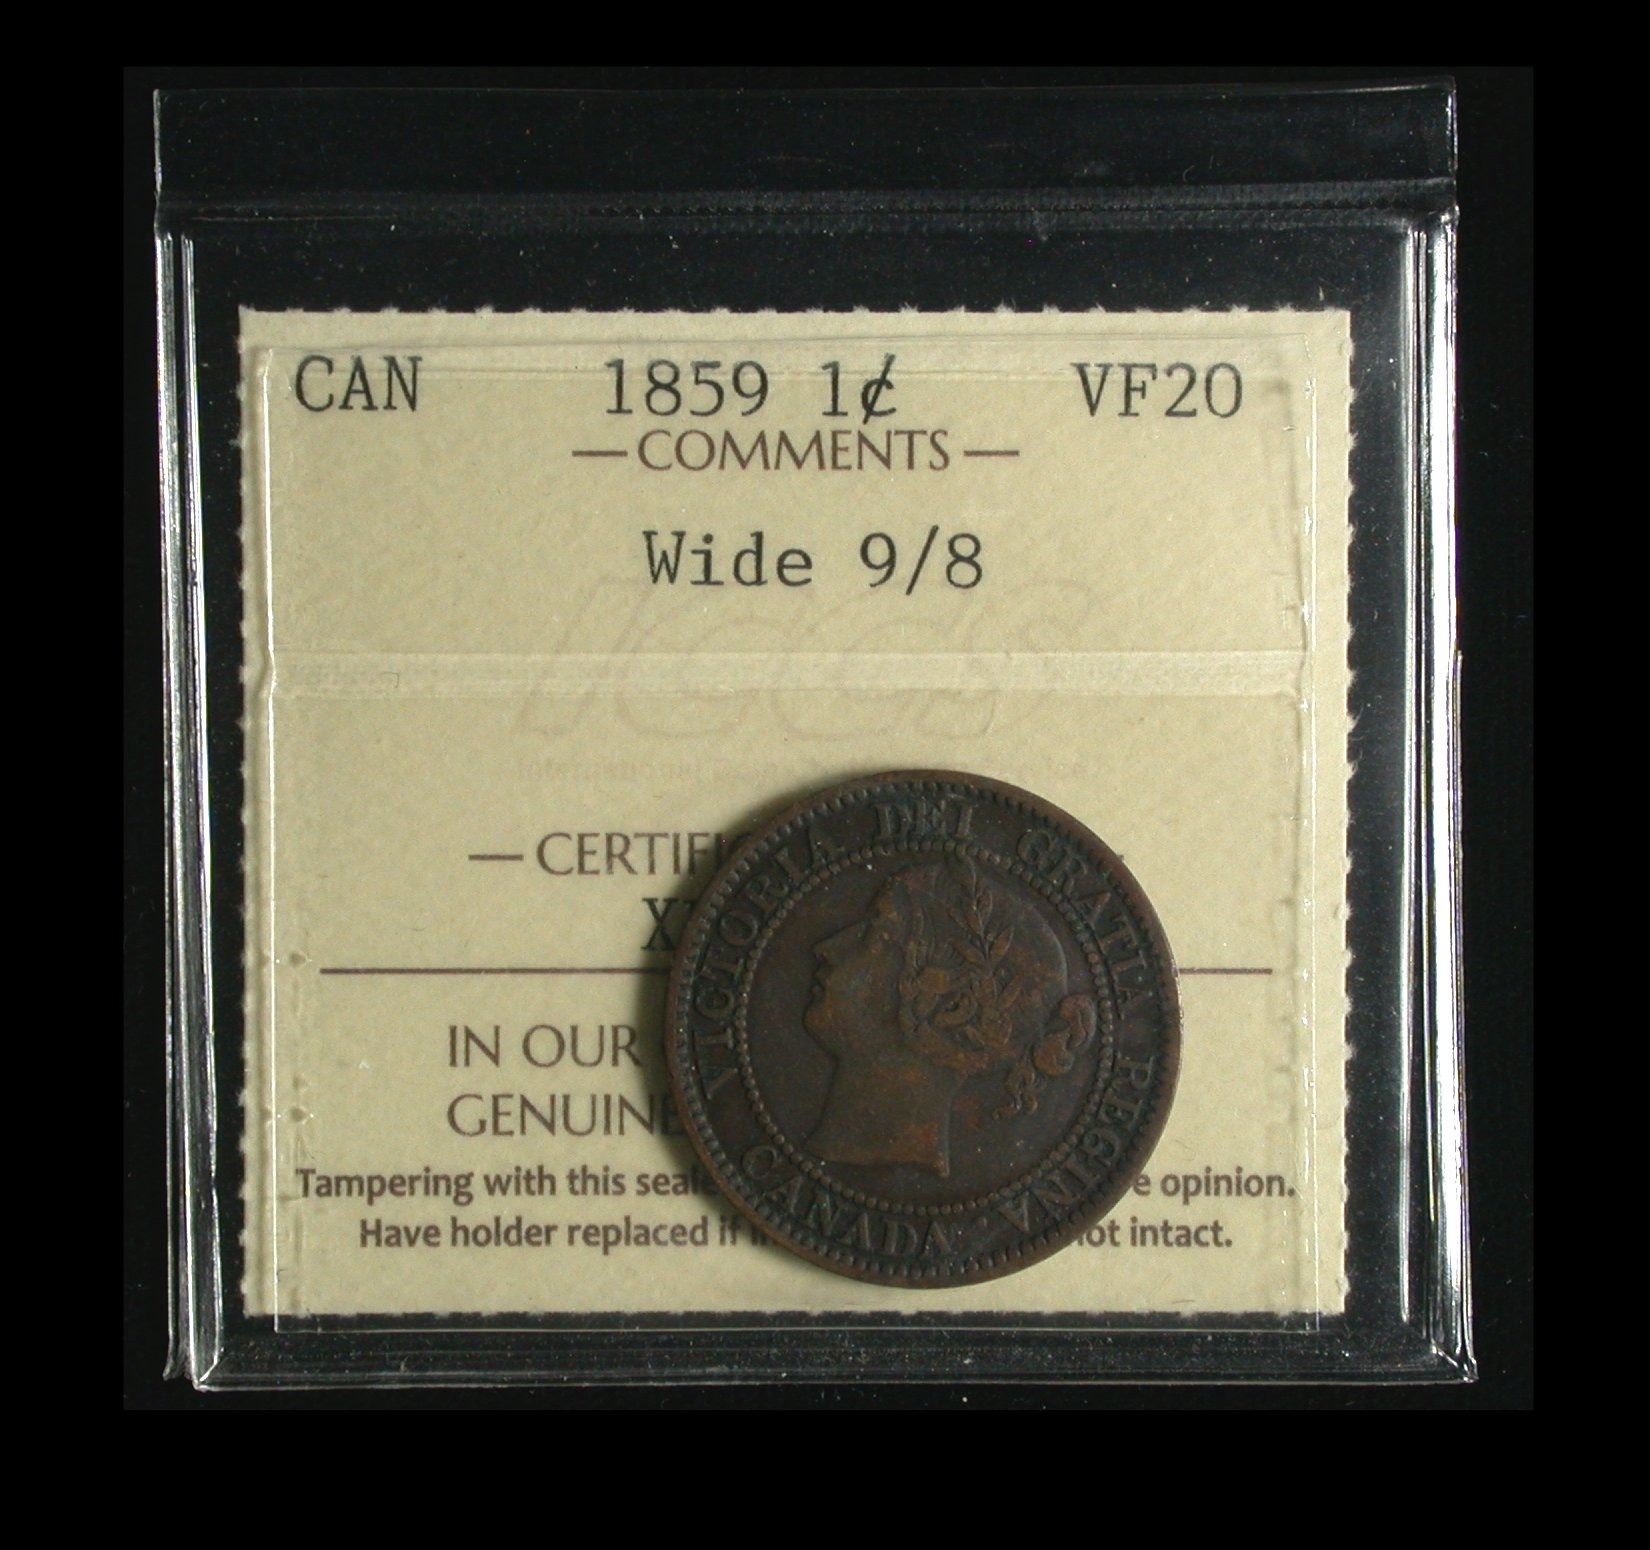 CAN 1859 1¢ VF20
— COMMENTS —
Wide 9/8
ICCS
— CERTIFI
X
IN OUR
GENUINE
Tampering with this seal e opinion.
Have holder replaced if not intact.
VICTORIA DEI GRATIA REGINA.
CANADA